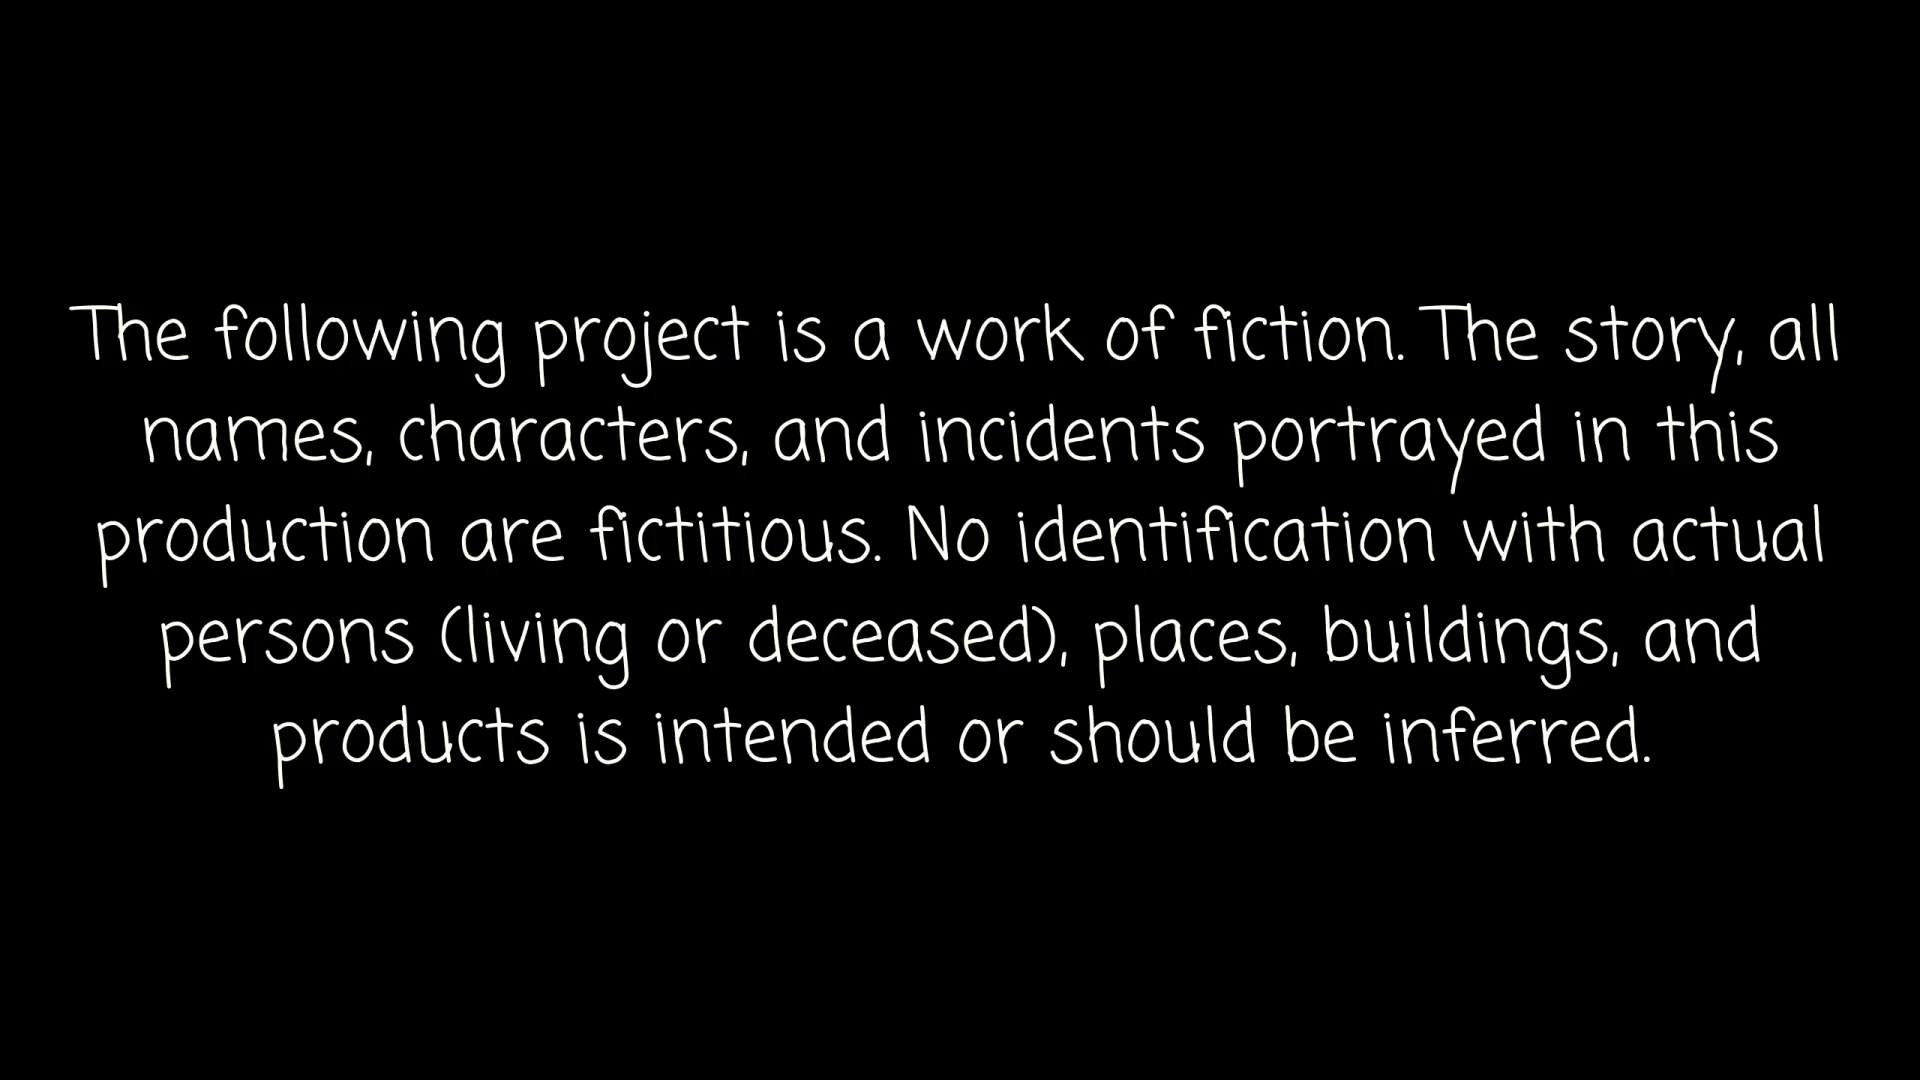 The following project is a work of fiction. The story, all
names, characters, and incidents portrayed in this
production are fictitious. No identification with actual
persons (living or deceased), places, buildings, and
products is intended or should be inferred.